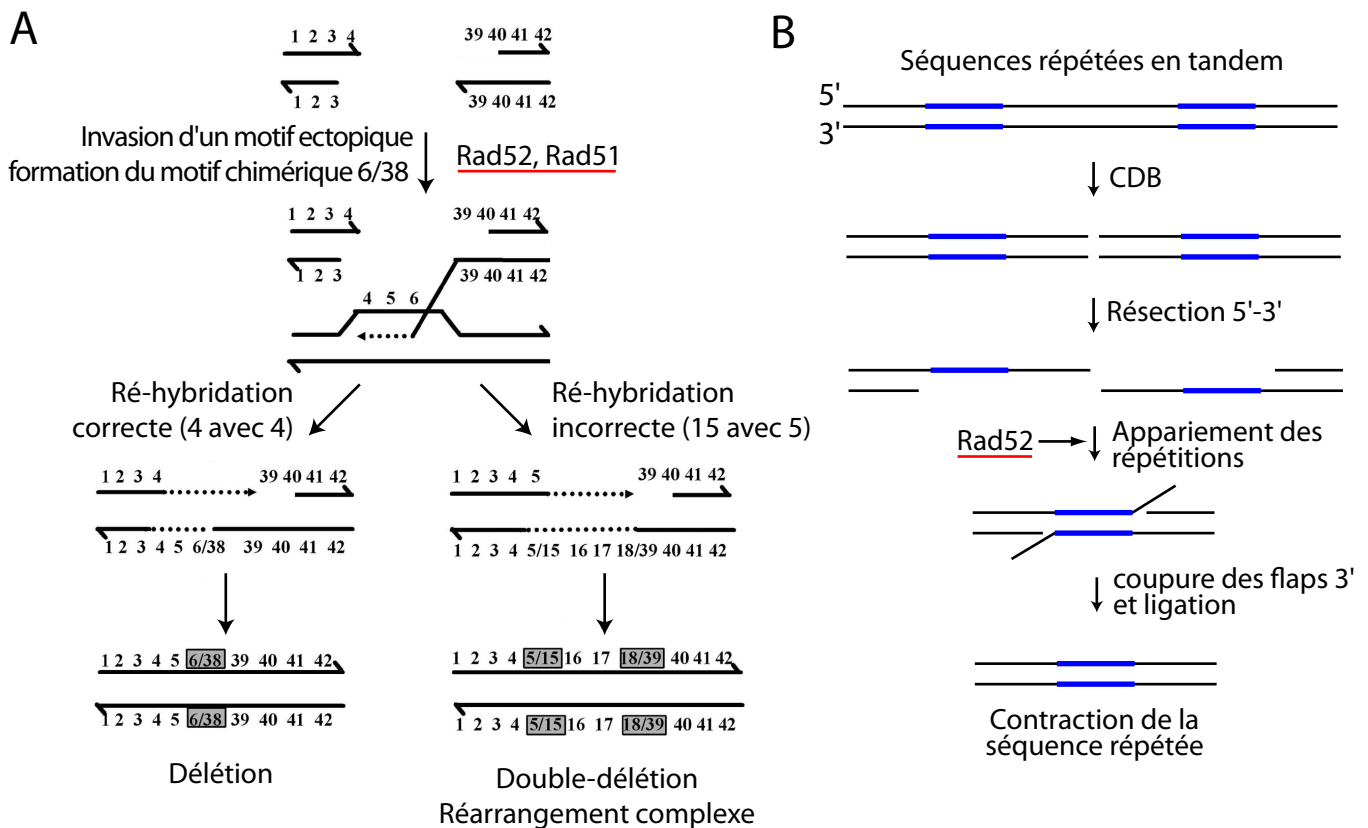 A
1 2 3 4
39 40 41 42
1 2 3
39 40 41 42
Invasion d'un motif ectopique
formation du motif chimérique 6/38
Rad52, Rad51
1 2 3 4
39 40 41 42
1 2 3
39 40 41 42
4 5 6
Ré-hybridation
correcte (4 avec 4)
Ré-hybridation
incorrecte (15 avec 5)
1 2 3 4
39 40 41 42
1 2 3 4 5 6/38 39 40 41 42
1 2 3 4 5
39 40 41 42
1 2 3 4 5/15 16 17 18/39 40 41 42
1 2 3 4 5 6/38 39 40 41 42
1 2 3 4 5 6/38 39 40 41 42
Délétion
1 2 3 4 5/15 16 17 18/39 40 41 42
1 2 3 4 5/15 16 17 18/39 40 41 42
Double-délétion
Réarrangement complexe
B
Séquences répétées en tandem
5'
3'
CDB
Résection 5'-3'
Rad52
Appariement des
répétitions
coupure des flaps 3'
et ligation
Contraction de la
séquence répétée